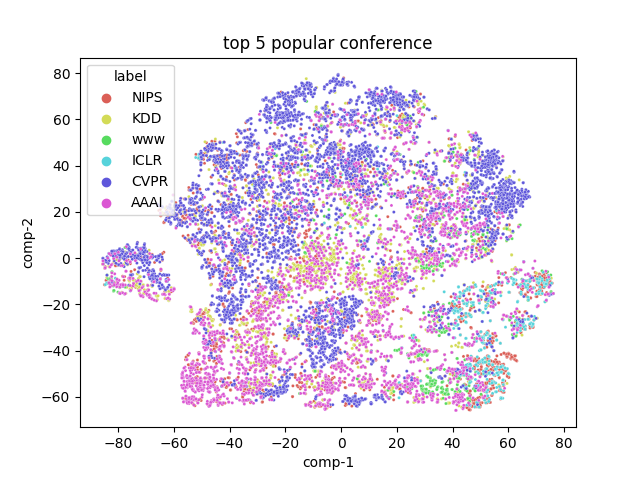 top 5 popular conference
label
NIPS
KDD
www
ICLR
CVPR
AAAI
80
60
40
20
0
−20
−40
−60
comp-2
−80 −60 −40 −20 0 20 40 60 80
comp-1